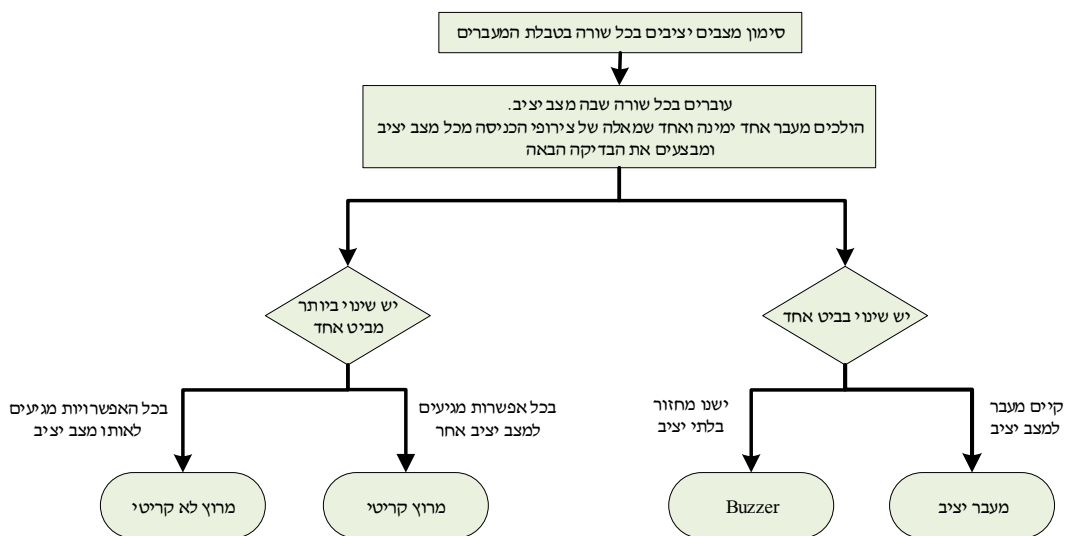 סימון מצבים יציבים בכל שורה בטבלת המעברים
עוברים בכל שורה שבה מצב יציב.
הולכים מעבר אחד ימינה ואחד שמאלה של צירופי הכניסה מכל מצב יציב
ומבצעים את הבדיקה הבאה
יש שינוי בביט אחד
יש שינוי ביותר
מביט אחד
קיים מעבר
למצב יציב
ישנו מחזור
בלתי יציב
בכל אפשרות מגיעים
למצב יציב אחר
בכל האפשרויות מגיעים
לאותו מצב יציב
מעבר יציב
Buzzer
מרוץ קריטי
מרוץ לא קריטי